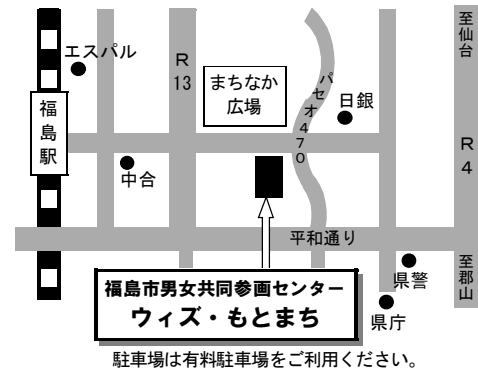 至仙台
エスパル
R13
まちなか
広場
パセオ470
日銀
福島駅
R4
中合
平和通り
県警
至郡山
福島市男女共同参画センター
ウィズ・もとまち
県庁
駐車場は有料駐車場をご利用ください。